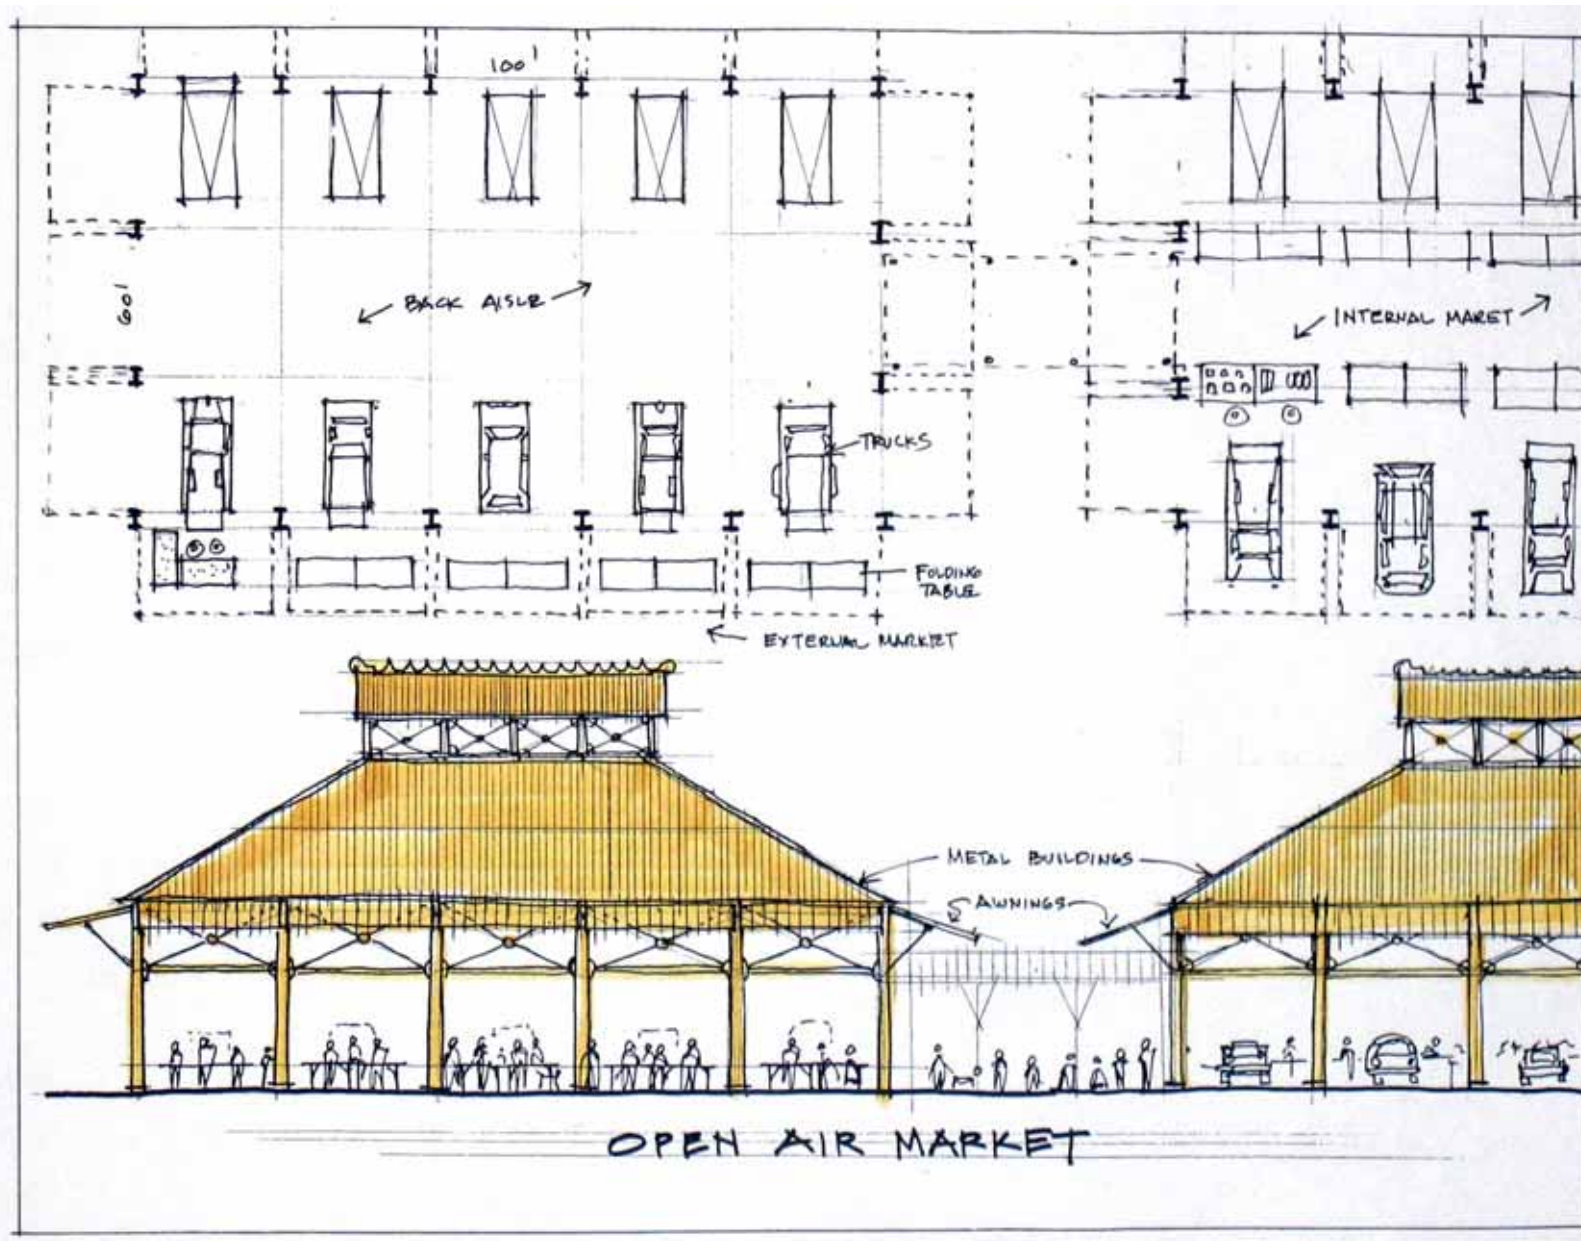 100'
60'
BACK AISLE
INTERNAL MARET
TRUCKS
FOLDING
TABLE
EXTERNAL MARKET
METAL BUILDINGS
AWNINGS
OPEN AIR MARKET